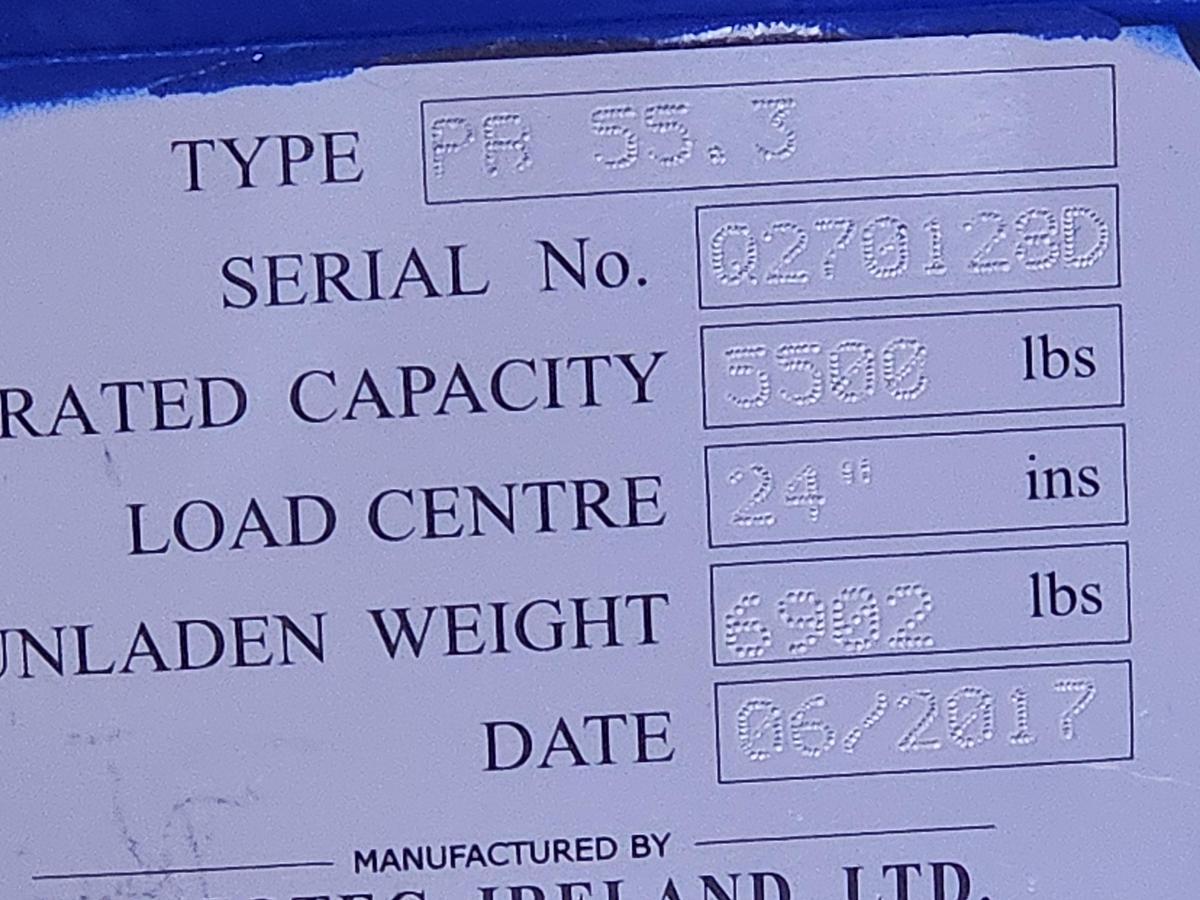 TYPE PR 55.3
SERIAL No. Q270128D
RATED CAPACITY 5500 lbs
LOAD CENTRE 24" ins
UNLADEN WEIGHT 6902 lbs
DATE 06/2017
MANUFACTURED BY
IRELAND LTD.